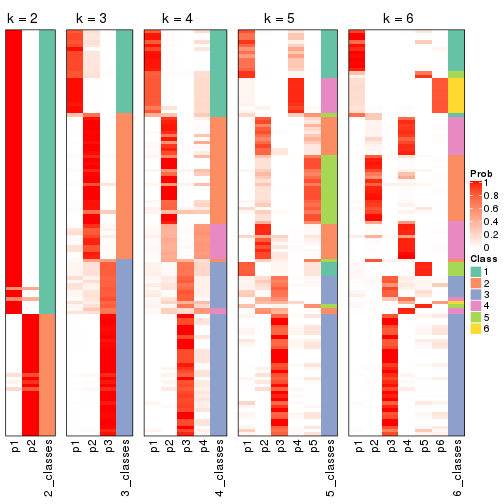 k = 2
k = 3
k = 4
k = 5
k = 6
p1
p2
2_classes
p1
p2
p3
3_classes
p1
p2
p3
p4
4_classes
p1
p2
p3
p4
p5
5_classes
p1
p2
p3
p4
p5
p6
6_classes
Prob
1
0.8
0.6
0.4
0.2
0
Class
1
2
3
4
5
6